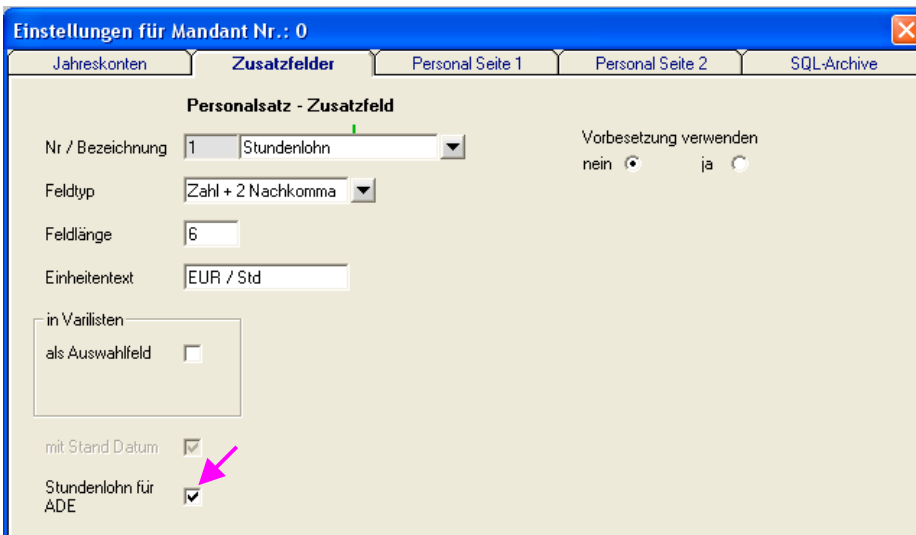 Einstellungen für Mandant Nr.: 0
Jahreskonten Zusatzfelder Personal Seite 1 Personal Seite 2 SQL-Archive
Personalsatz - Zusatzfeld
Nr / Bezeichnung 1 Stundenlohn
Vorbesetzung verwenden
nein ja
Feldtyp Zahl + 2 Nachkomma
Feldlänge 6
Einheitentext EUR / Std
in Varilisten
als Auswahlfeld
mit Stand Datum
Stundenlohn für
ADE